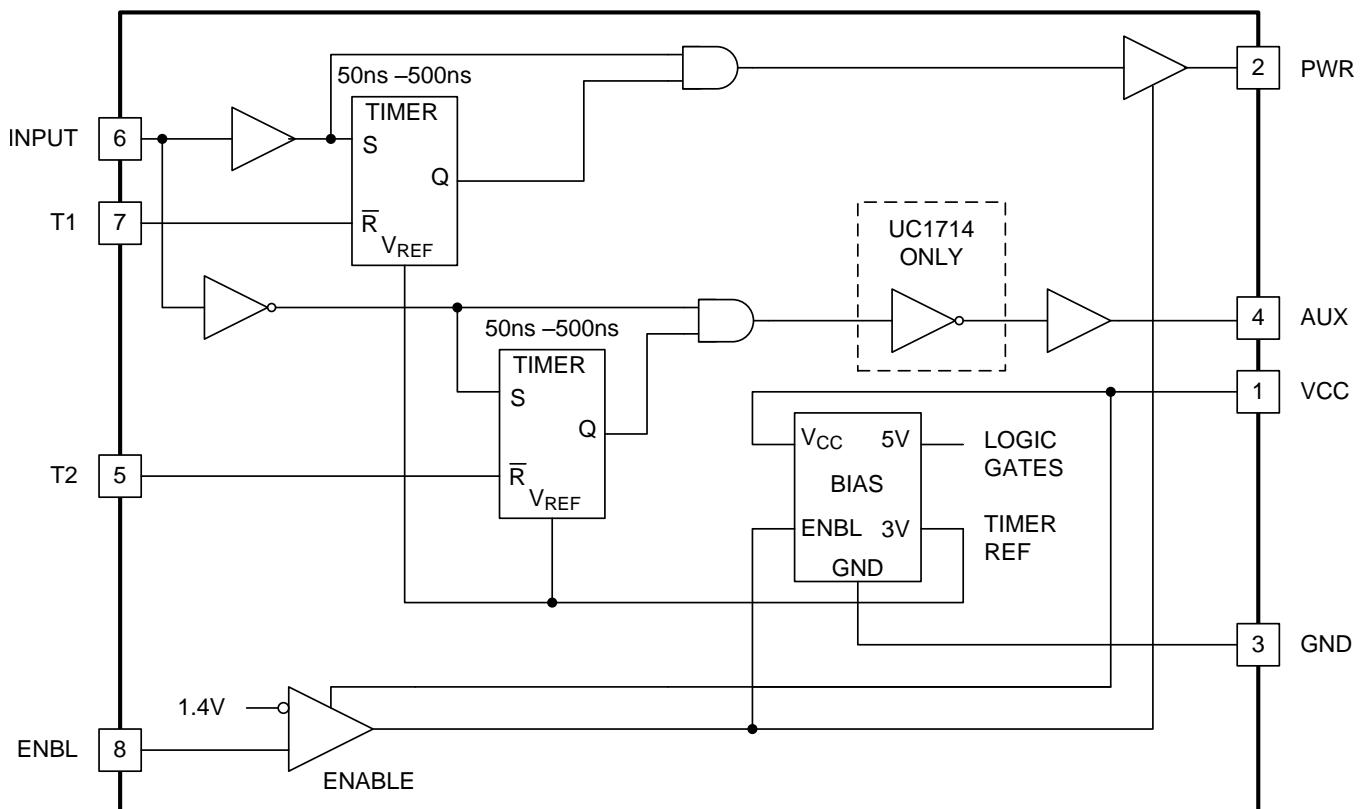 2 PWR
50ns –500ns
TIMER
INPUT 6
S
Q
T1 7
R̅
VREF
UC1714
ONLY
50ns –500ns
4 AUX
TIMER
1 VCC
S
Q
VCC 5V
LOGIC
GATES
T2 5
R̅
BIAS
VREF
ENBL 3V
TIMER
REF
GND
3 GND
1.4V
ENBL 8
ENABLE